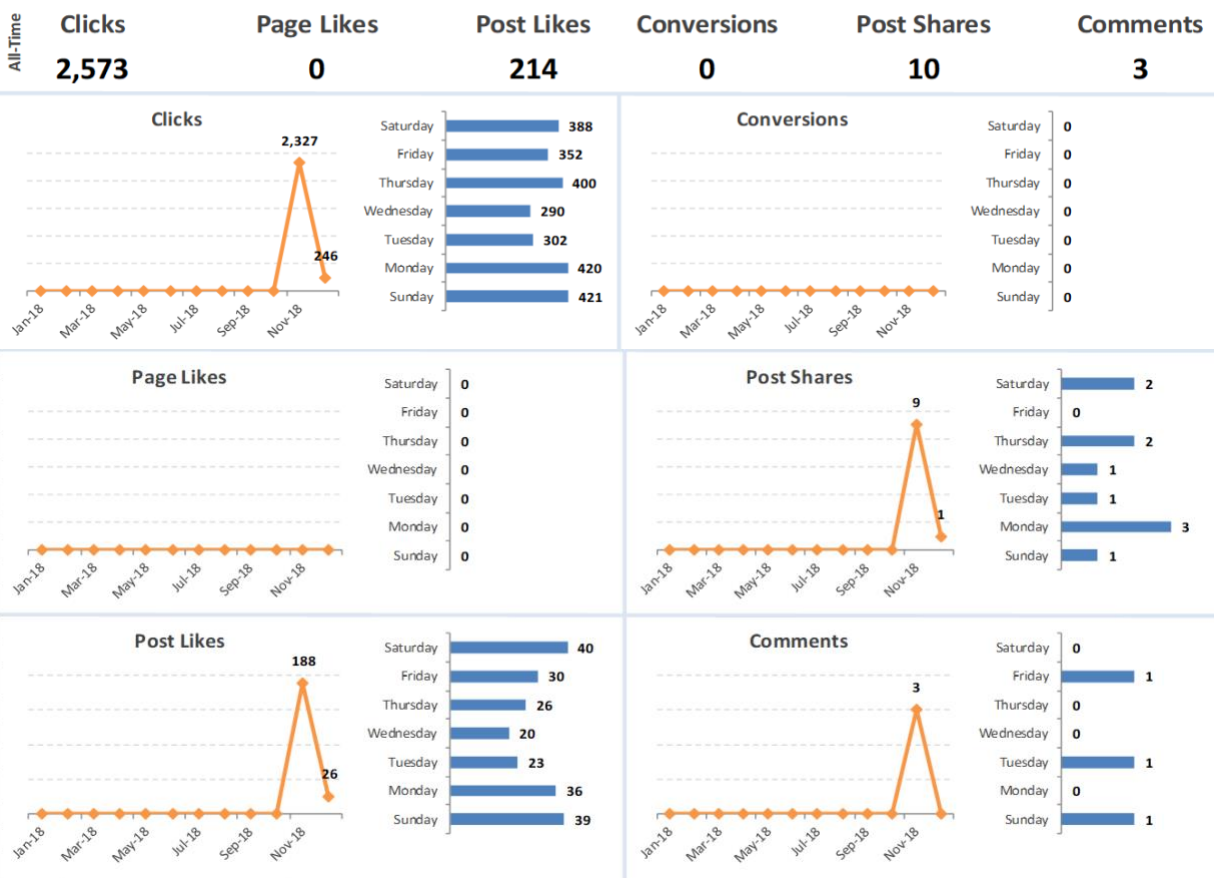 All-Time
Clicks Page Likes Post Likes Conversions Post Shares Comments
2,573 0 214 0 10 3
Clicks
2,327
246
Jan-18 Mar-18 May-18 Jul-18 Sep-18 Nov-18
Saturday 388
Friday 352
Thursday 400
Wednesday 290
Tuesday 302
Monday 420
Sunday 421
Conversions
Jan-18 Mar-18 May-18 Jul-18 Sep-18 Nov-18
Saturday 0
Friday 0
Thursday 0
Wednesday 0
Tuesday 0
Monday 0
Sunday 0
Page Likes
Jan-18 Mar-18 May-18 Jul-18 Sep-18 Nov-18
Saturday 0
Friday 0
Thursday 0
Wednesday 0
Tuesday 0
Monday 0
Sunday 0
Post Shares
9
1
Jan-18 Mar-18 May-18 Jul-18 Sep-18 Nov-18
Saturday 2
Friday 0
Thursday 2
Wednesday 1
Tuesday 1
Monday 3
Sunday 1
Post Likes
188
26
Jan-18 Mar-18 May-18 Jul-18 Sep-18 Nov-18
Saturday 40
Friday 30
Thursday 26
Wednesday 20
Tuesday 23
Monday 36
Sunday 39
Comments
3
Jan-18 Mar-18 May-18 Jul-18 Sep-18 Nov-18
Saturday 0
Friday 1
Thursday 0
Wednesday 0
Tuesday 1
Monday 0
Sunday 1